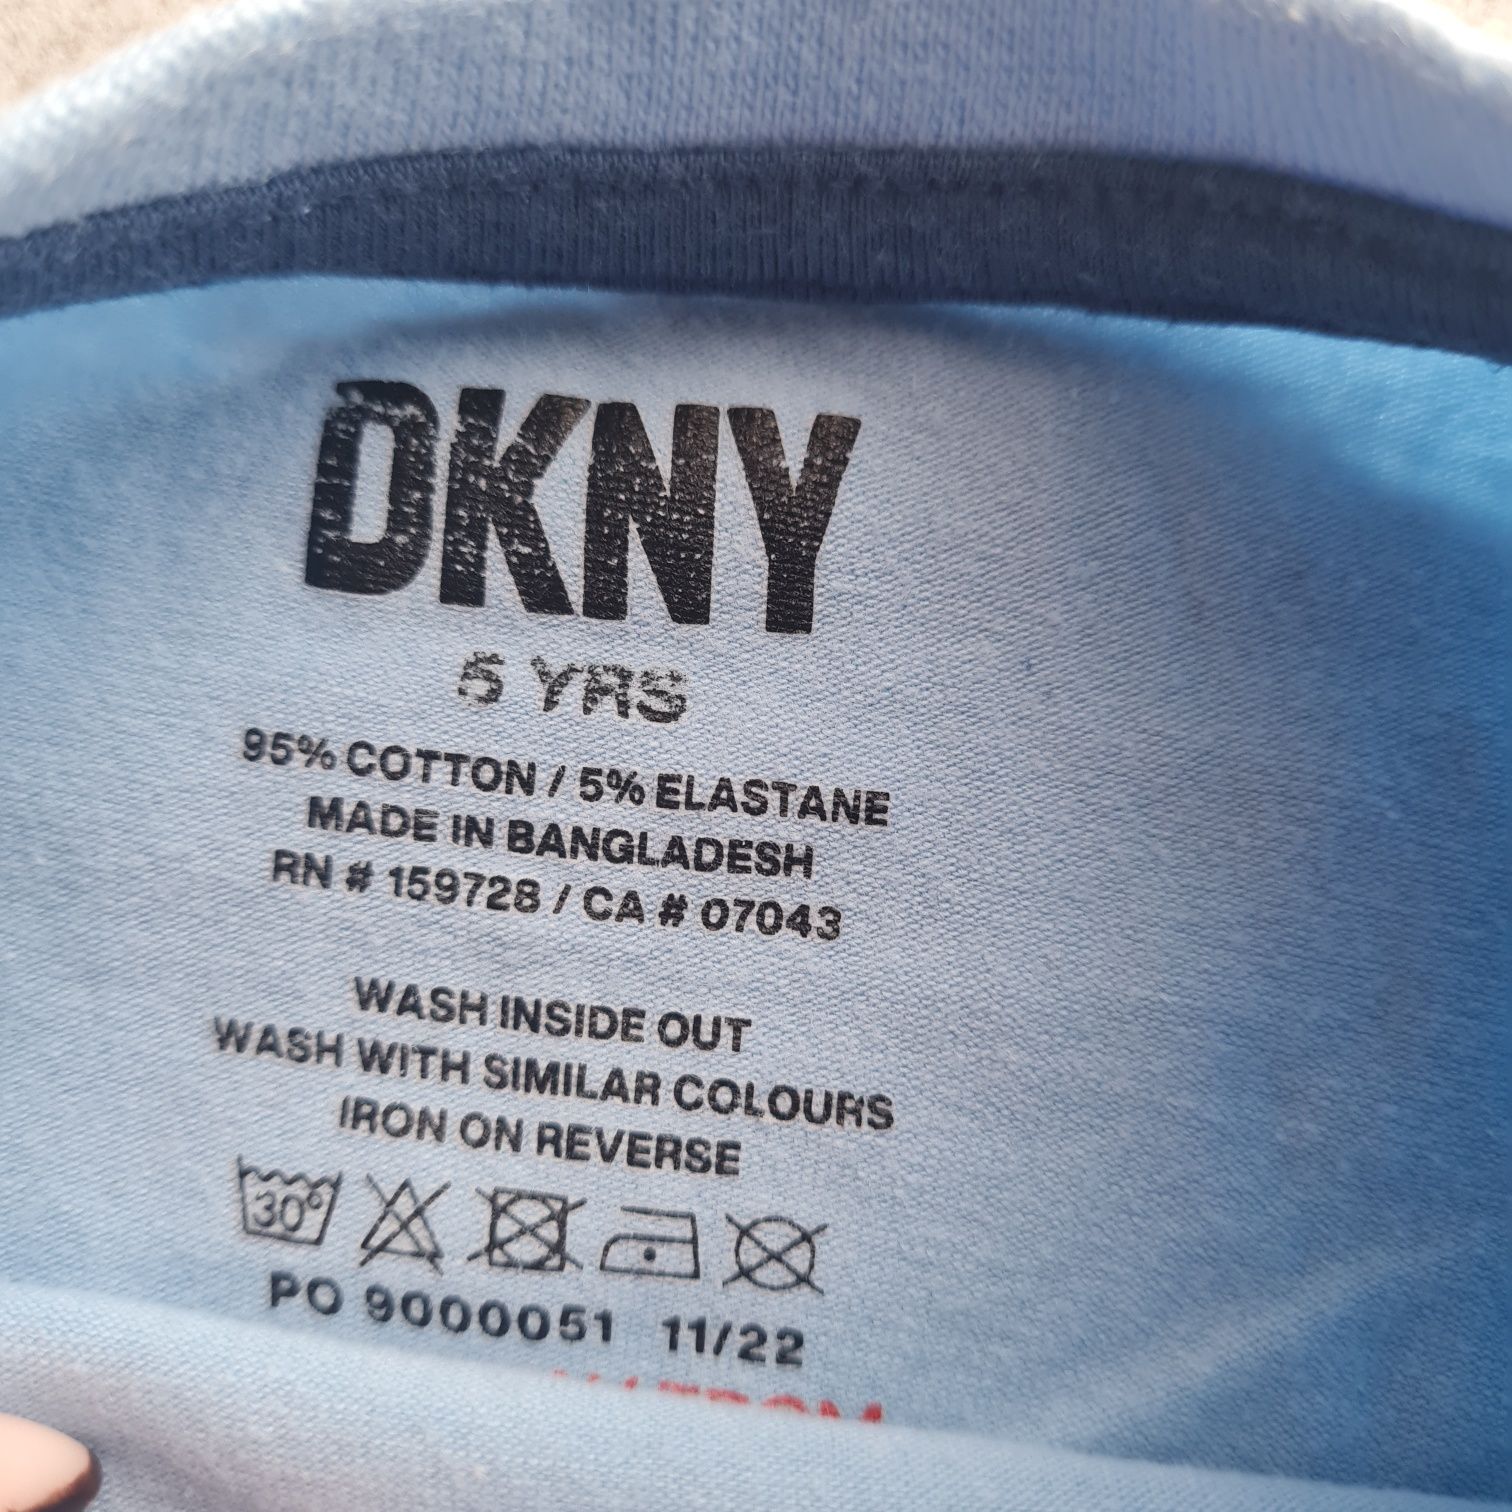 DKNY
5 YRS
95% COTTON / 5% ELASTANE
MADE IN BANGLADESH
RN # 159728 / CA # 07043
WASH INSIDE OUT
WASH WITH SIMILAR COLOURS
IRON ON REVERSE
30°
PO 9000051 11/22